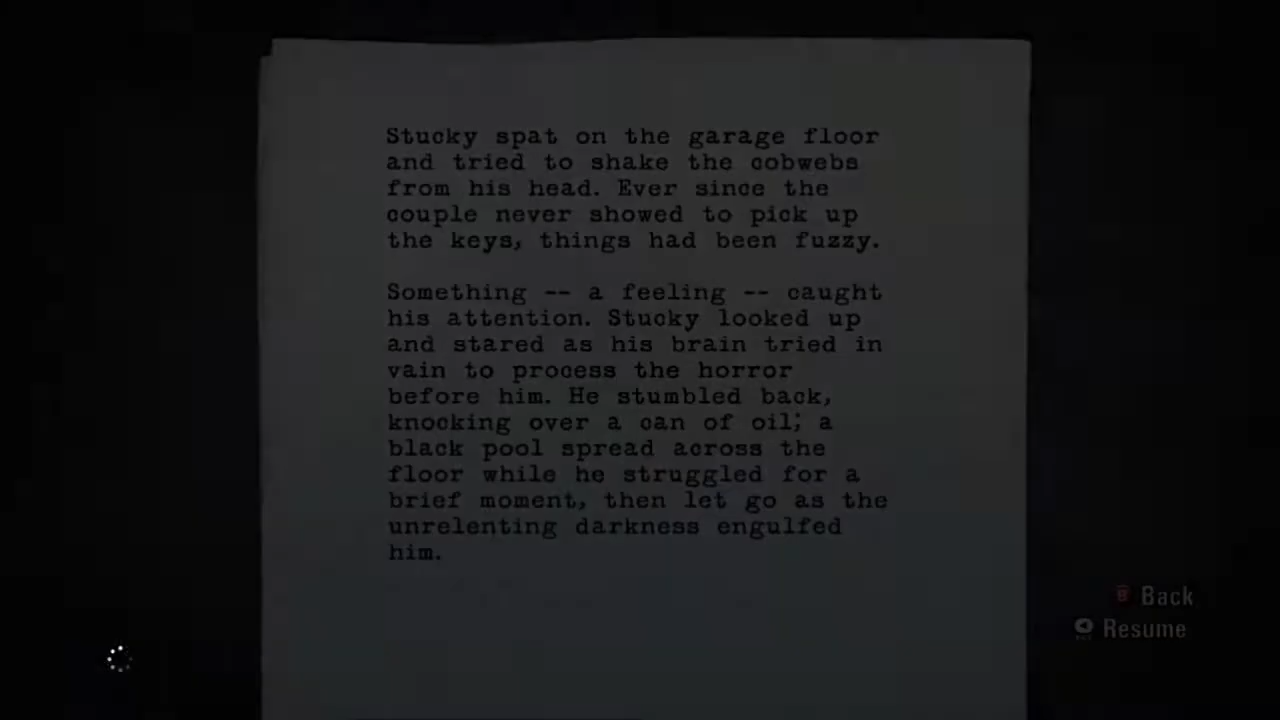 Stucky spat on the garage floor
and tried to shake the cobwebs
from his head. Ever since the
couple never showed to pick up
the keys, things had been fuzzy.
Something -- a feeling -- caught
his attention. Stucky looked up
and stared as his brain tried in
vain to process the horror
before him. He stumbled back,
knocking over a can of oil; a
black pool spread across the
floor while he struggled for a
brief moment, then let go as the
unrelenting darkness engulfed
him.
B Back
Resume